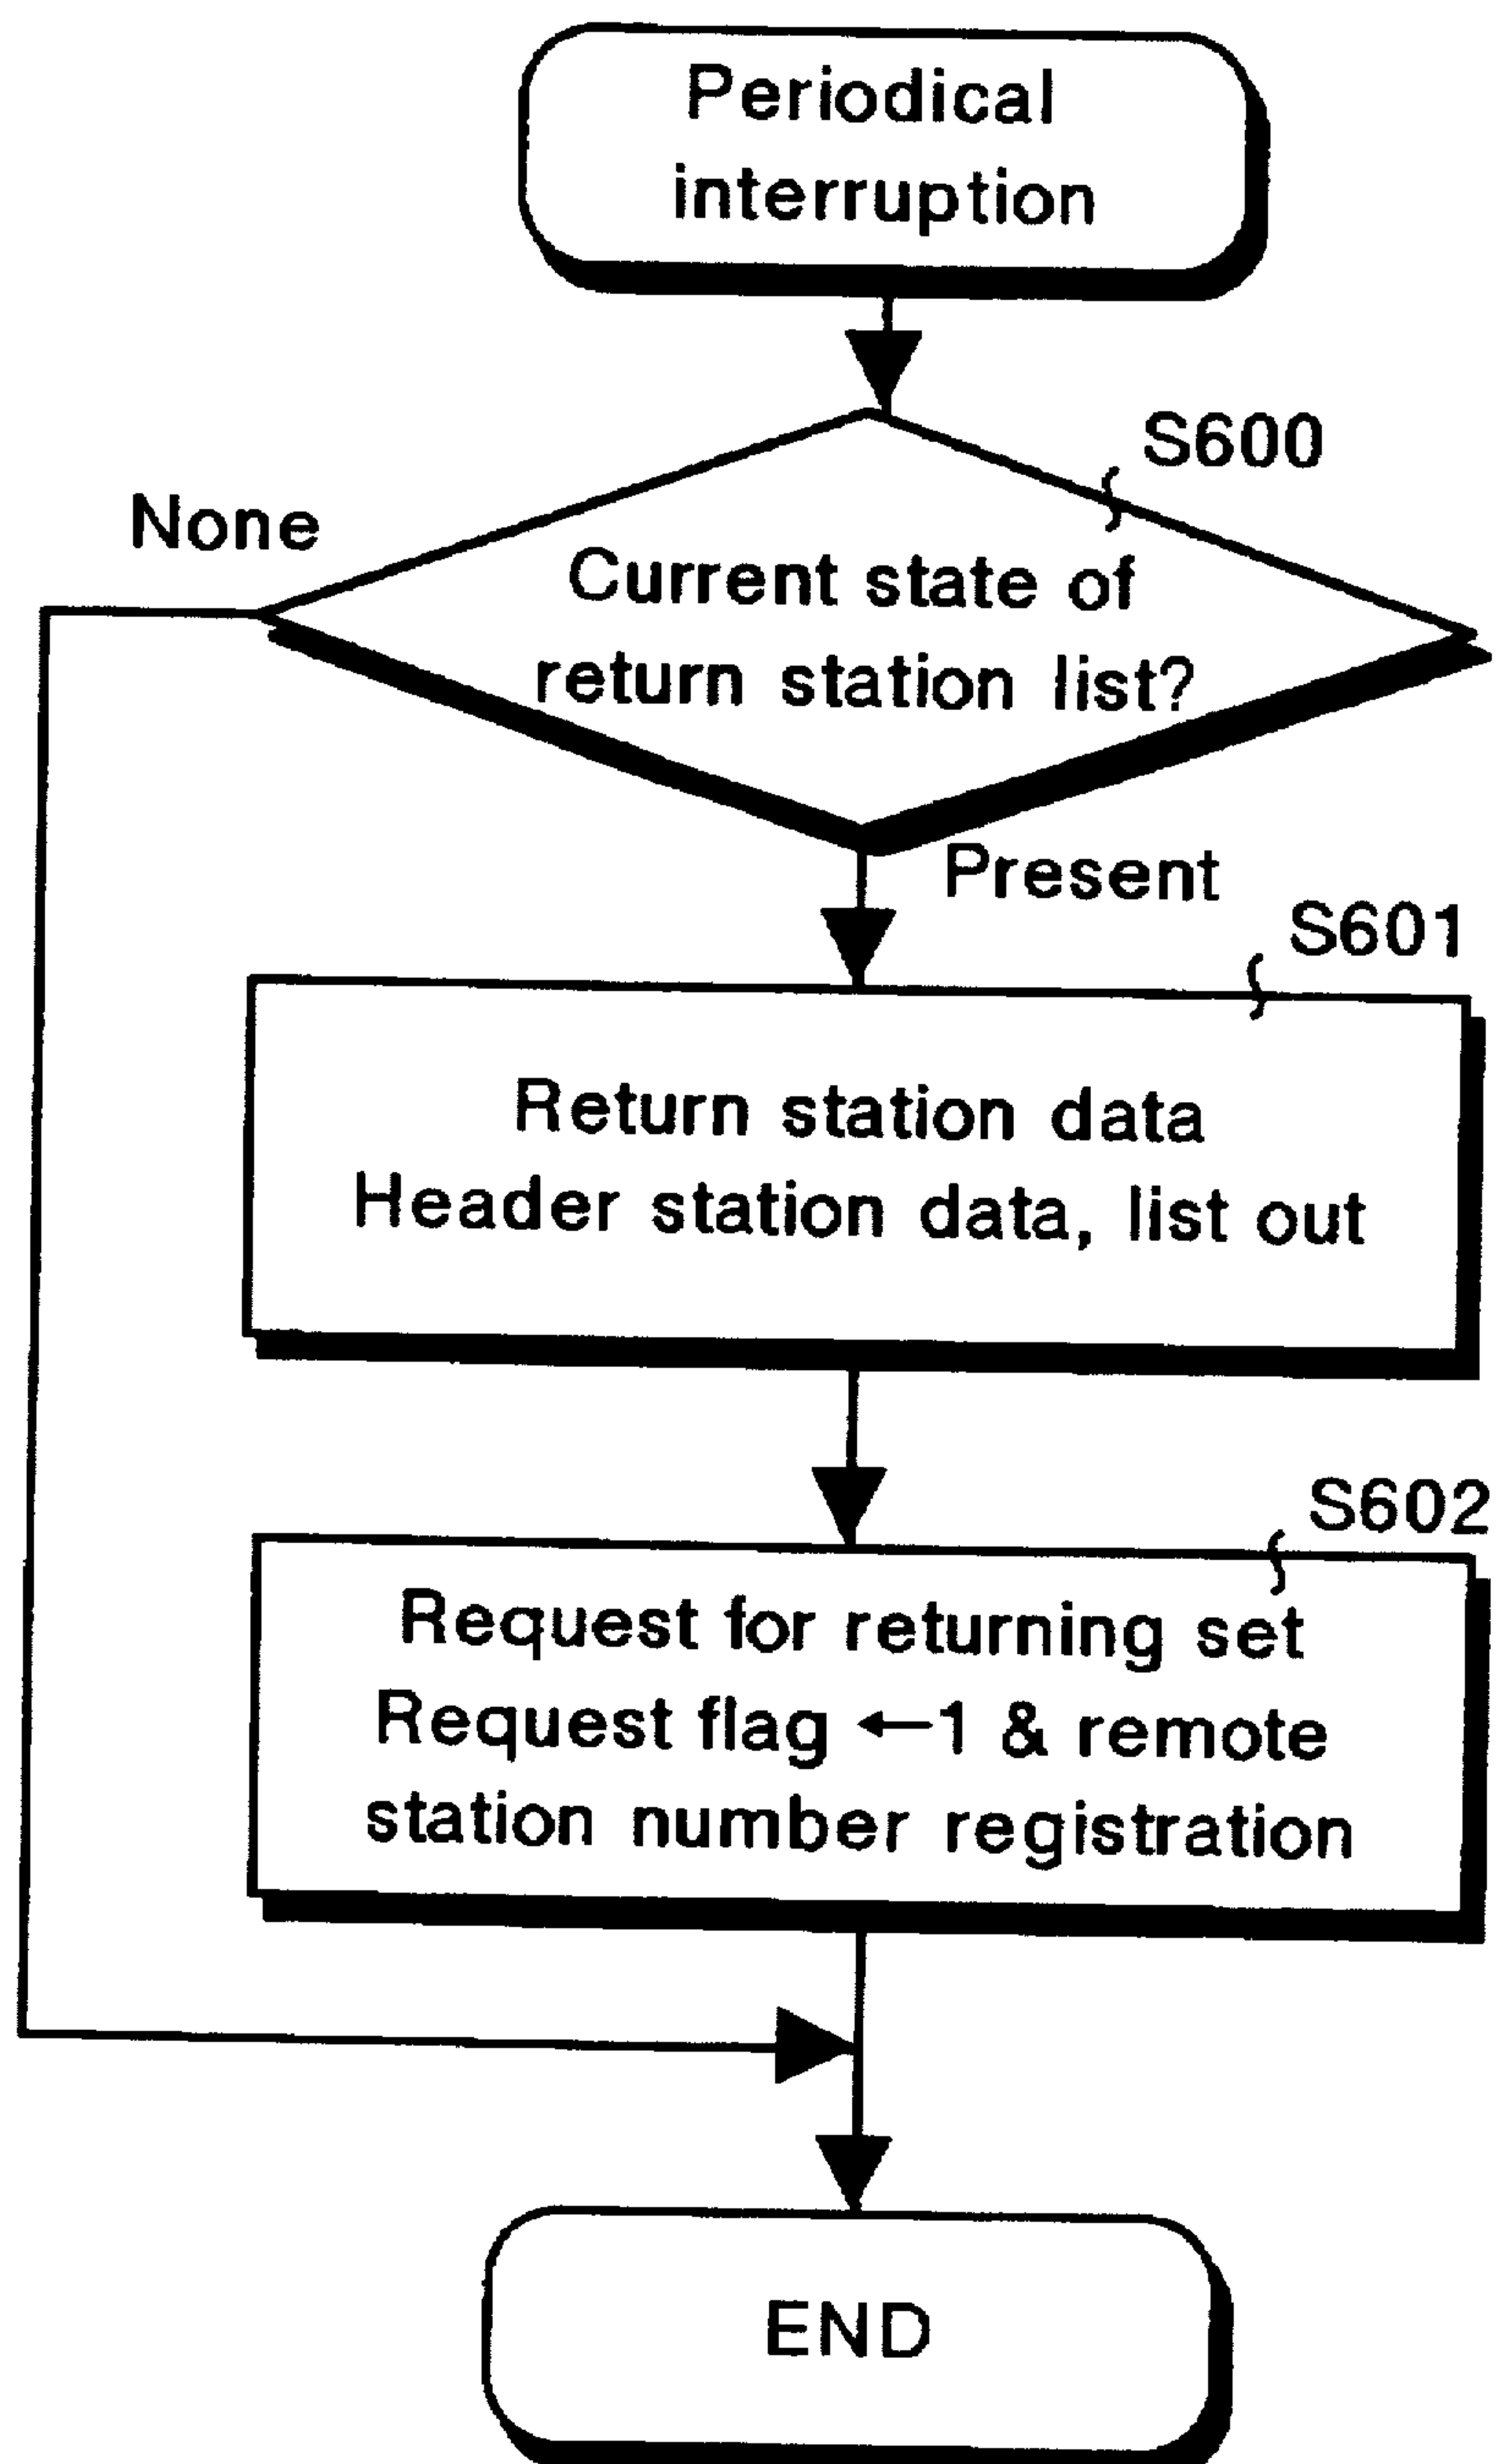 Periodical
interruption
S600
None
Current state of
return station list?
Present
S601
Return station data
Header station data, list out
S602
Request for returning set
Request flag ←1 & remote
station number registration
END